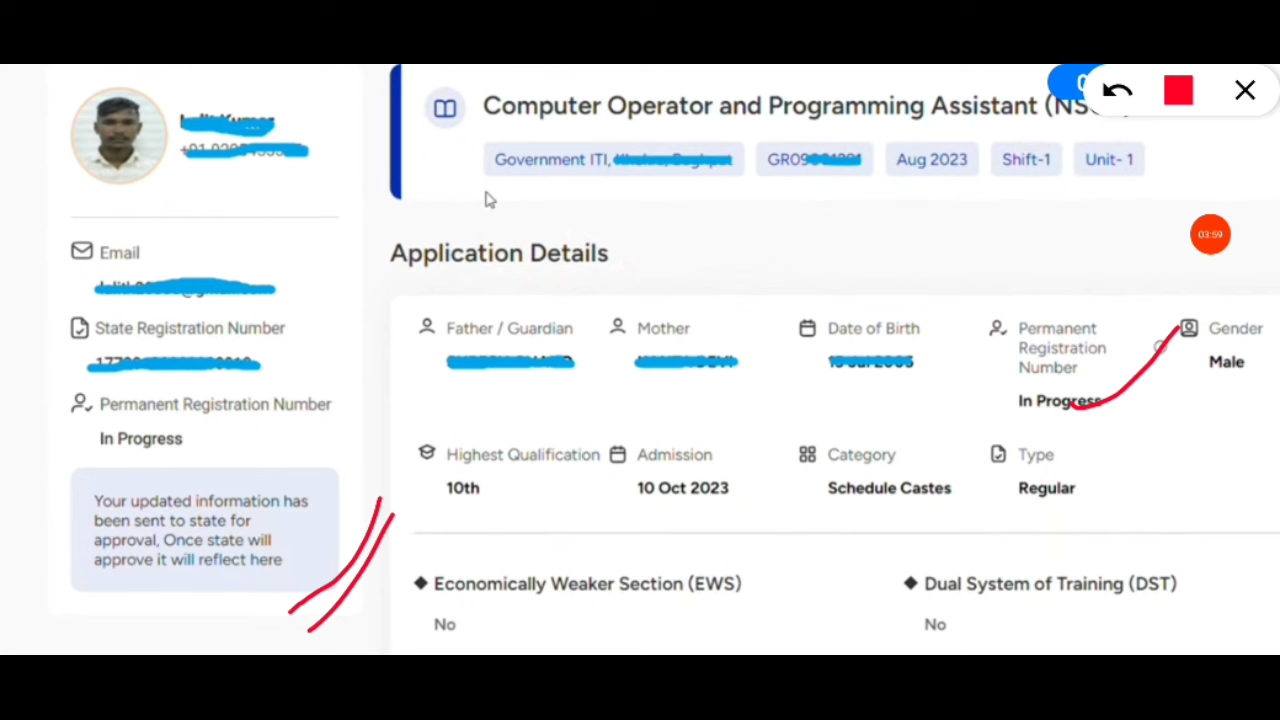 Computer Operator and Programming Assistant
Government ITI,
Aug 2023
Shift-1
Unit- 1
03:59
Email
State Registration Number
Permanent Registration Number
In Progress
Your updated information has
been sent to state for
approval, Once state will
approve it will reflect here
Application Details
Father / Guardian
Mother
Date of Birth
Permanent
Registration
Number
In Progress
Gender
Male
Highest Qualification
10th
Admission
10 Oct 2023
Category
Schedule Castes
Type
Regular
Economically Weaker Section (EWS)
No
Dual System of Training (DST)
No